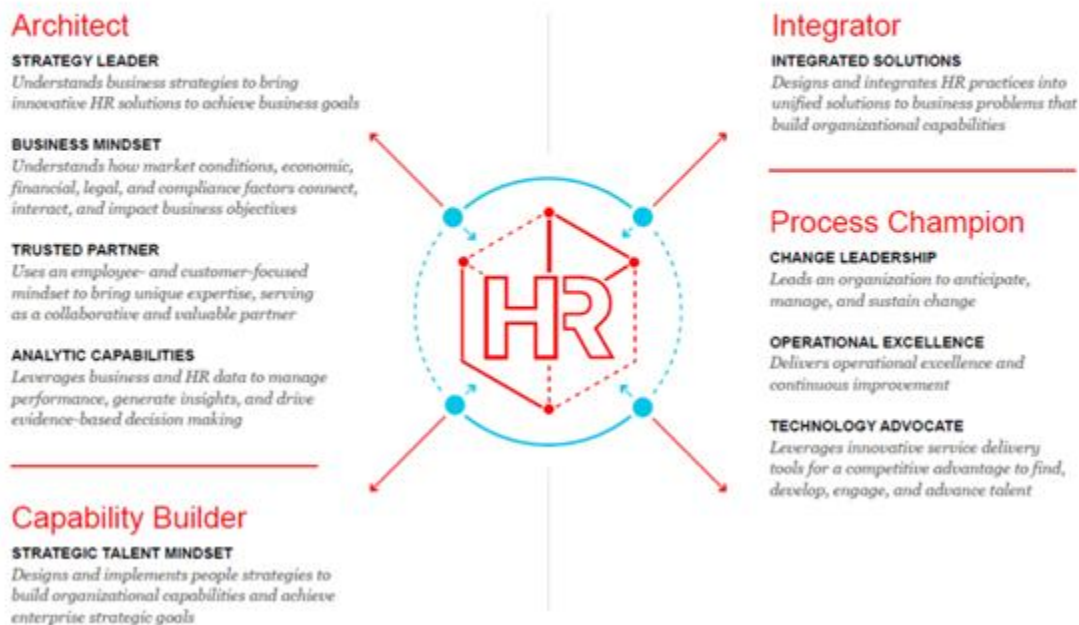 Architect
STRATEGY LEADER
Understands business strategies to bring
innovative HR solutions to achieve business goals
BUSINESS MINDSET
Understands how market conditions, economic,
financial, legal, and compliance factors connect,
interact, and impact business objectives
TRUSTED PARTNER
Uses an employee- and customer-focused
mindset to bring unique expertise, serving
as a collaborative and valuable partner
ANALYTIC CAPABILITIES
Leverages business and HR data to manage
performance, generate insights, and drive
evidence-based decision making
Capability Builder
STRATEGIC TALENT MINDSET
Designs and implements people strategies to
build organizational capabilities and achieve
enterprise strategic goals
HR
Integrator
INTEGRATED SOLUTIONS
Designs and integrates HR practices into
unified solutions to business problems that
build organizational capabilities
Process Champion
CHANGE LEADERSHIP
Leads an organization to anticipate,
manage, and sustain change
OPERATIONAL EXCELLENCE
Delivers operational excellence and
continuous improvement
TECHNOLOGY ADVOCATE
Leverages innovative service delivery
tools for a competitive advantage to find,
develop, engage, and advance talent